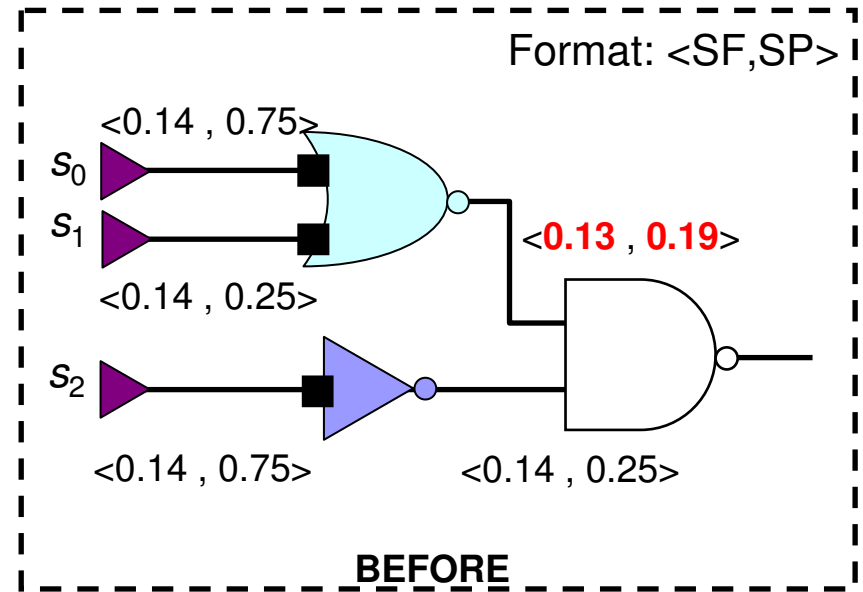 Format: <SF,SP>
<0.14 , 0.75>
s0
s1
<0.13 , 0.19>
<0.14 , 0.25>
s2
<0.14 , 0.75>
<0.14 , 0.25>
BEFORE